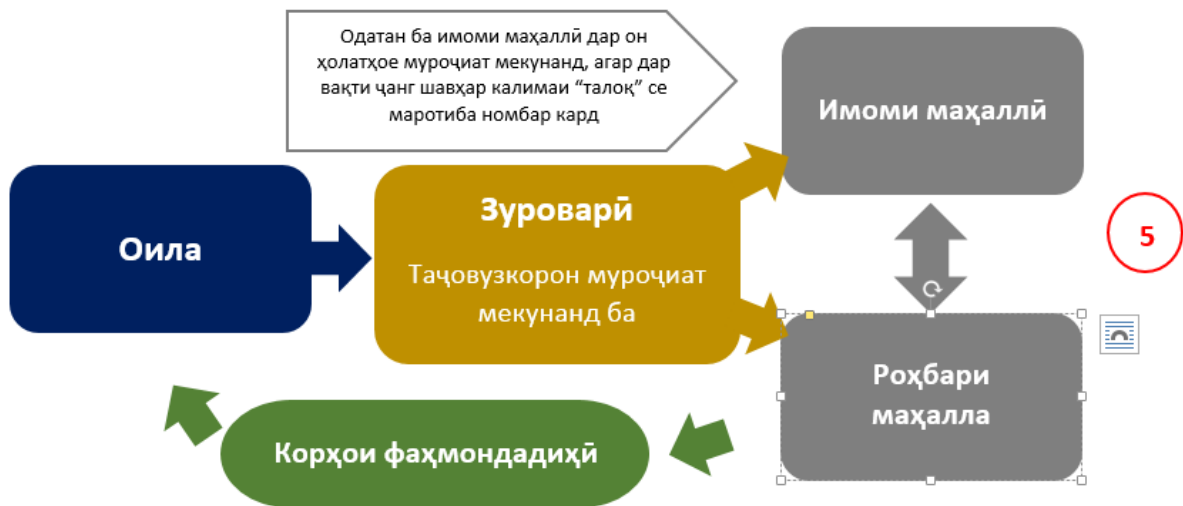 Одатан ба имоми маҳаллӣ дар он
ҳолатҳое муроҷиат мекунанд, агар дар
вақти ҷанг шавҳар калимаи “талоқ” се
маротиба номбар кард
Имоми маҳаллӣ
Оила
Зуроварӣ
Таҷовузкорон муроҷиат
мекунанд ба
5
Роҳбари
маҳалла
Корҳои фаҳмондадиҳӣ